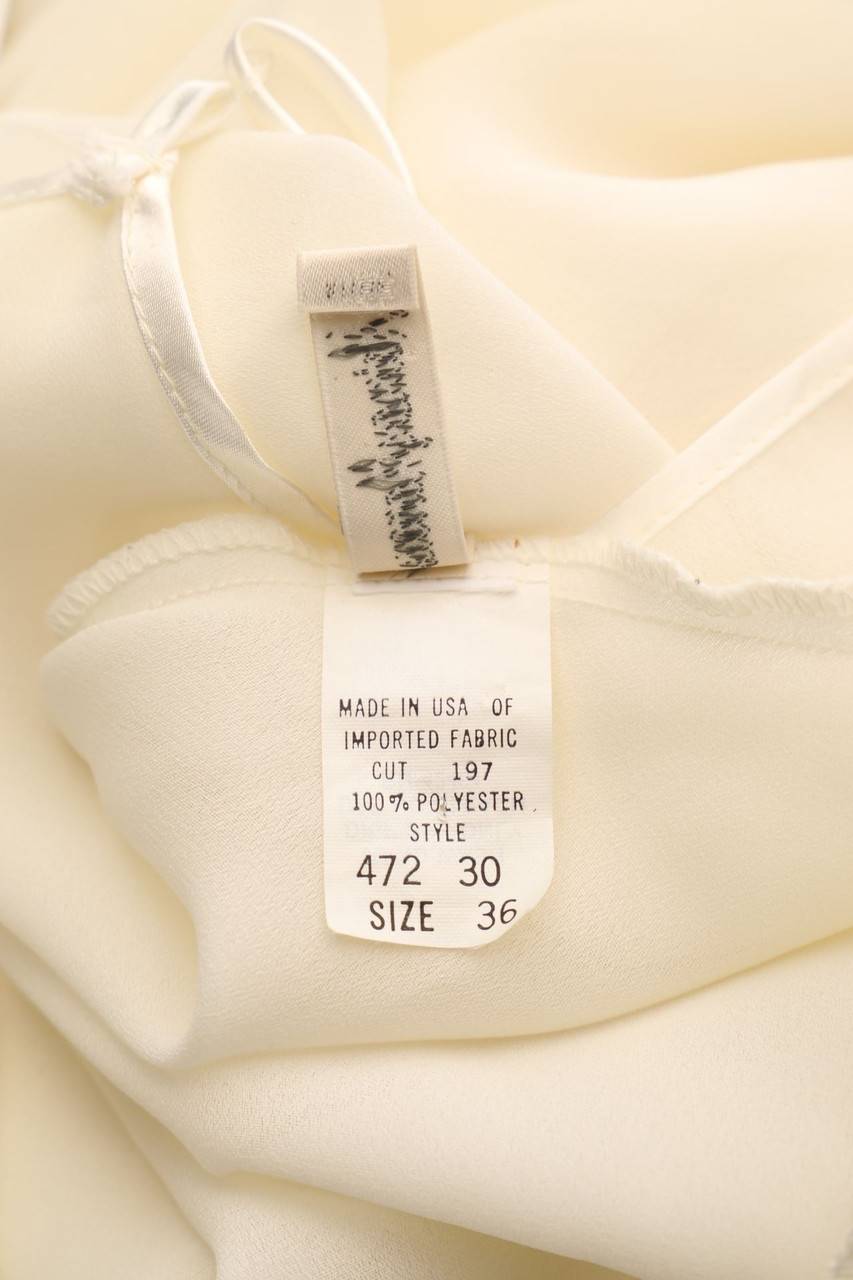 MADE IN USA OF
IMPORTED FABRIC
CUT 197
100% POLYESTER
STYLE
472 30
SIZE 36